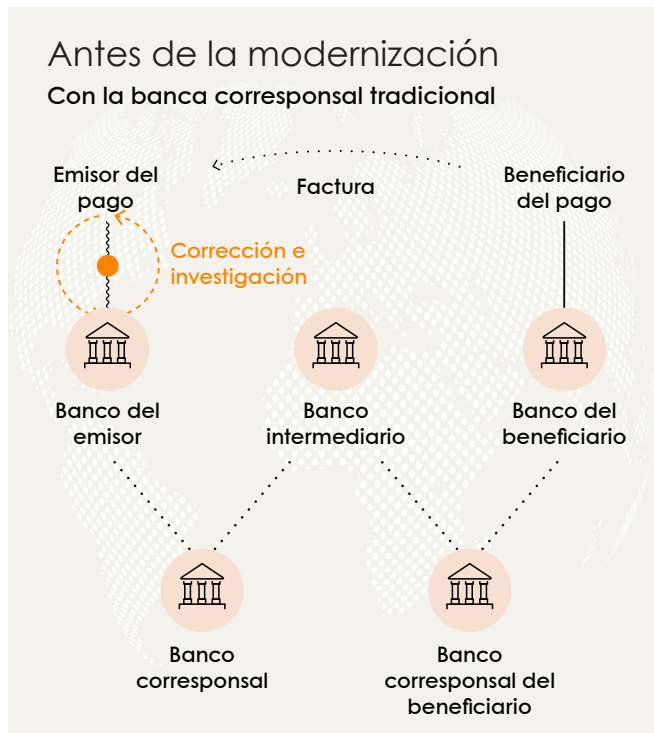 Antes de la modernización
Con la banca corresponsal tradicional
Emisor del
pago
Factura
Beneficiario
del pago
Corrección e
investigación
Banco del
emisor
Banco
intermediario
Banco del
beneficiario
Banco
corresponsal
Banco
corresponsal del
beneficiario